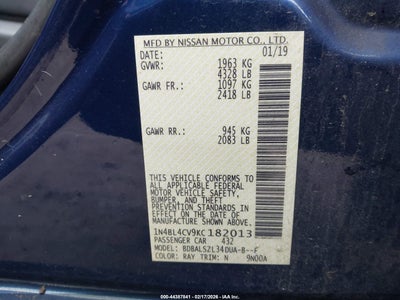 MFD BY NISSAN MOTOR CO., LTD.
DATE: 01/19
GVWR: 1963 KG
4328 LB
GAWR FR.: 1097 KG
2418 LB
GAWR RR.: 945 KG
2083 LB
THIS VEHICLE CONFORMS TO
ALL APPLICABLE FEDERAL MOTOR
VEHICLE SAFETY,
BUMPER, AND THEFT
PREVENTION STANDARDS
IN EFFECT ON THE DATE OF
MANUFACTURE SHOWN ABOVE.
1N4BL4CV9KC182013
PASSENGER CAR 432
MODEL: BDBALSZL34DUA-B--F
COLOR: RAY TRIM: N 9N00A
STOCK #: 44387841 | 02/17/2026 | © IAA Holdings, LLC